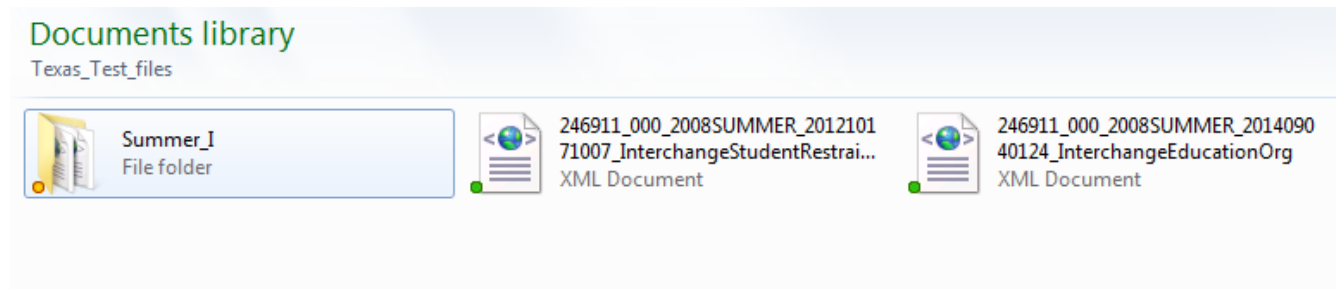 Documents library
Texas_Test_files
Summer_I
File folder
246911_000_2008SUMMER_2012101
71007_InterchangeStudentRestrai...
XML Document
246911_000_2008SUMMER_2014090
40124_InterchangeEducationOrg
XML Document